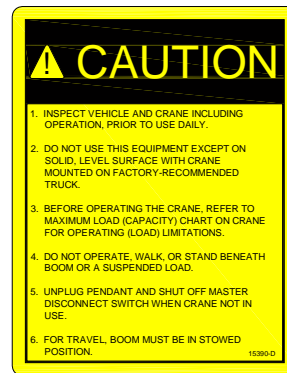 CAUTION
1. INSPECT VEHICLE AND CRANE INCLUDING
OPERATION, PRIOR TO USE DAILY.
2. DO NOT USE THIS EQUIPMENT EXCEPT ON
SOLID, LEVEL SURFACE WITH CRANE
MOUNTED ON FACTORY-RECOMMENDED
TRUCK.
3. BEFORE OPERATING THE CRANE, REFER TO
MAXIMUM LOAD (CAPACITY) CHART ON CRANE
FOR OPERATING (LOAD) LIMITATIONS.
4. DO NOT OPERATE, WALK, OR STAND BENEATH
BOOM OR A SUSPENDED LOAD.
5. UNPLUG PENDANT AND SHUT OFF MASTER
DISCONNECT SWITCH WHEN CRANE NOT IN
USE.
6. FOR TRAVEL, BOOM MUST BE IN STOWED
POSITION.
15390-D